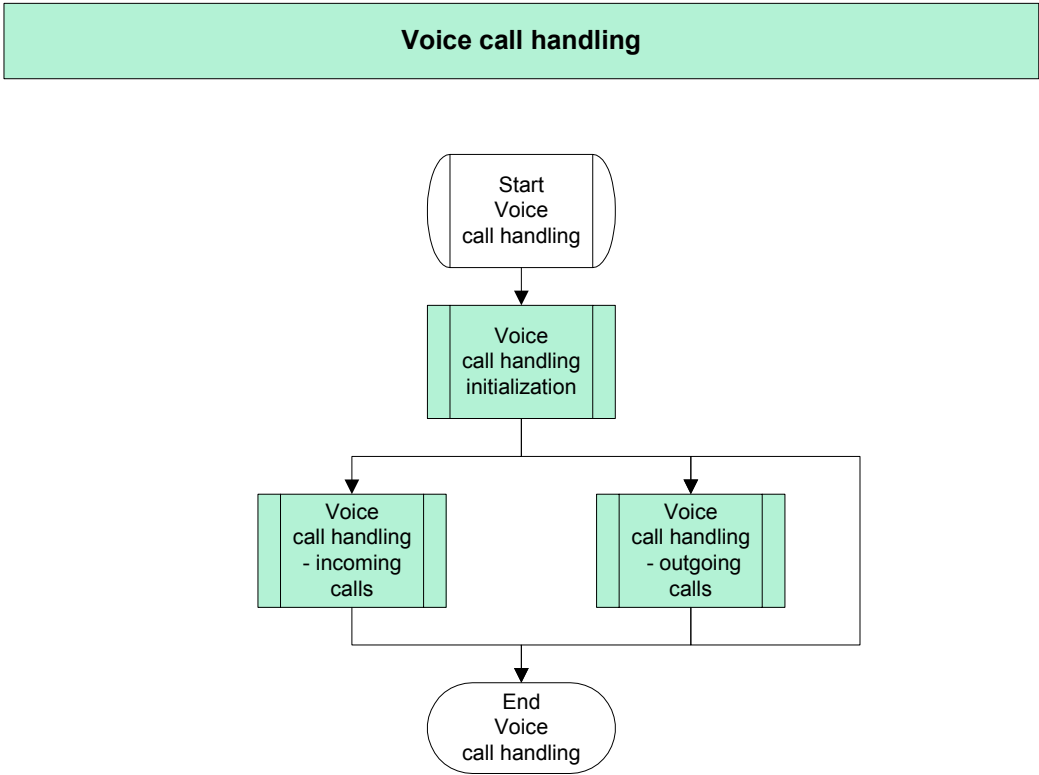 Voice call handling
Start
Voice
call handling
Voice
call handling
initialization
Voice
call handling
- incoming
calls
Voice
call handling
- outgoing
calls
End
Voice
call handling